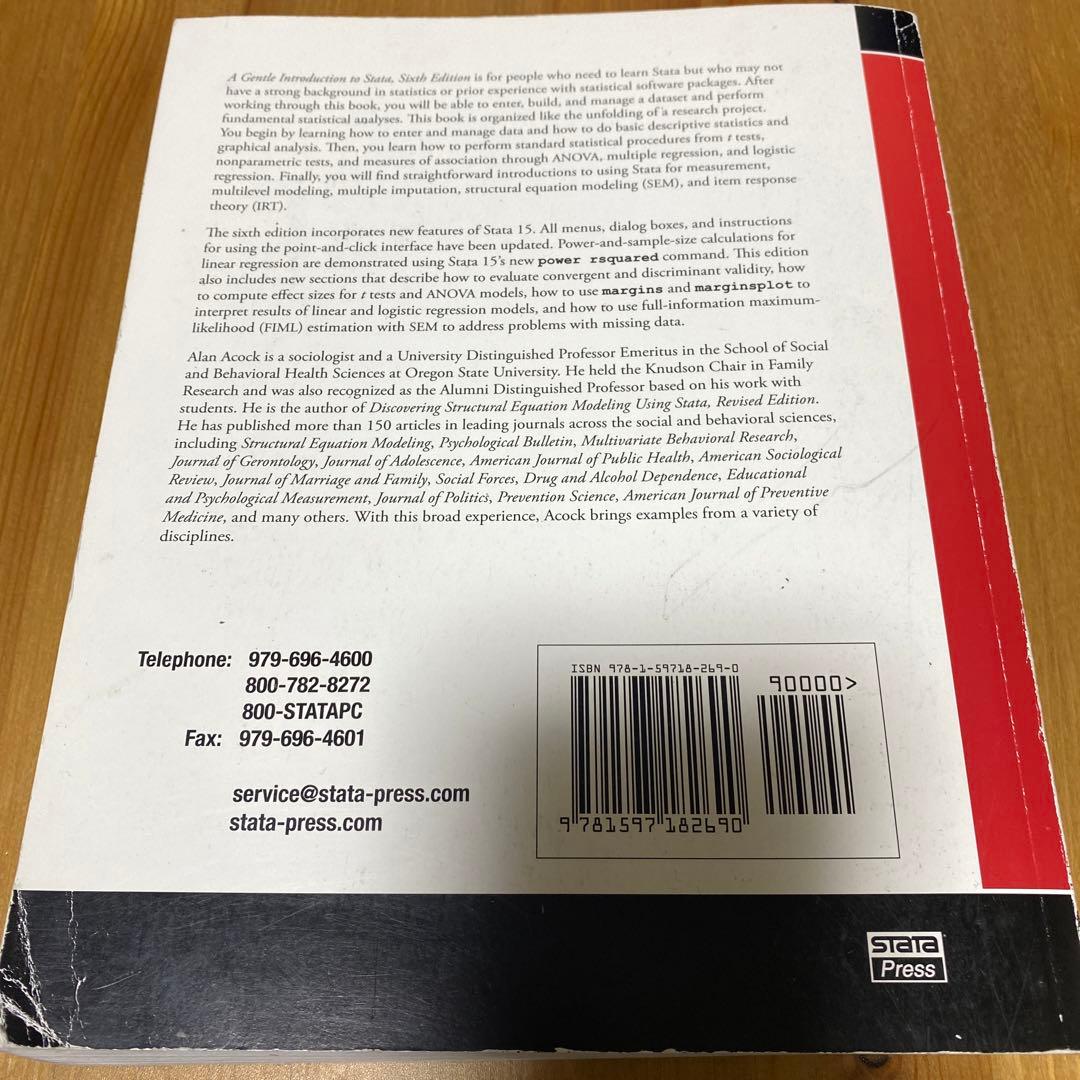 A Gentle Introduction to Stata, Sixth Edition is for people who need to learn Stata but who may not
have a strong background in statistics or prior experience with statistical software packages. After
working through this book, you will be able to enter, build, and manage a dataset and perform
fundamental statistical analyses. This book is organized like the unfolding of a research project.
You begin by learning how to enter and manage data and how to do basic descriptive statistics and
graphical analysis. Then, you learn how to perform standard statistical procedures from t tests,
nonparametric tests, and measures of association through ANOVA, multiple regression, and logistic
regression. Finally, you will find straightforward introductions to using Stata for measurement,
multilevel modeling, multiple imputation, structural equation modeling (SEM), and item response
theory (IRT).
The sixth edition incorporates new features of Stata 15. All menus, dialog boxes, and instructions
for using the point-and-click interface have been updated. Power-and-sample-size calculations for
linear regression are demonstrated using Stata 15's new power rsquared command. This edition
also includes new sections that describe how to evaluate convergent and discriminant validity, how
to compute effect sizes for t tests and ANOVA models, how to use margins and marginsplot to
interpret results of linear and logistic regression models, and how to use full-information maximum-
likelihood (FIML) estimation with SEM to address problems with missing data.
Alan Acock is a sociologist and a University Distinguished Professor Emeritus in the School of Social
and Behavioral Health Sciences at Oregon State University. He held the Knudson Chair in Family
Research and was also recognized as the Alumni Distinguished Professor based on his work with
students. He is the author of Discovering Structural Equation Modeling Using Stata, Revised Edition.
He has published more than 150 articles in leading journals across the social and behavioral sciences,
including Structural Equation Modeling, Psychological Bulletin, Multivariate Behavioral Research,
Journal of Gerontology, Journal of Adolescence, American Journal of Public Health, American Sociological
Review, Journal of Marriage and Family, Social Forces, Drug and Alcohol Dependence, Educational
and Psychological Measurement, Journal of Politics, Prevention Science, American Journal of Preventive
Medicine, and many others. With this broad experience, Acock brings examples from a variety of
disciplines.
Telephone: 979-696-4600
800-782-8272
800-STATAPC
Fax: 979-696-4601
service@stata-press.com
stata-press.com
ISBN 978-1-59718-269-0
90000>
9 781597 182690
STATA
Press